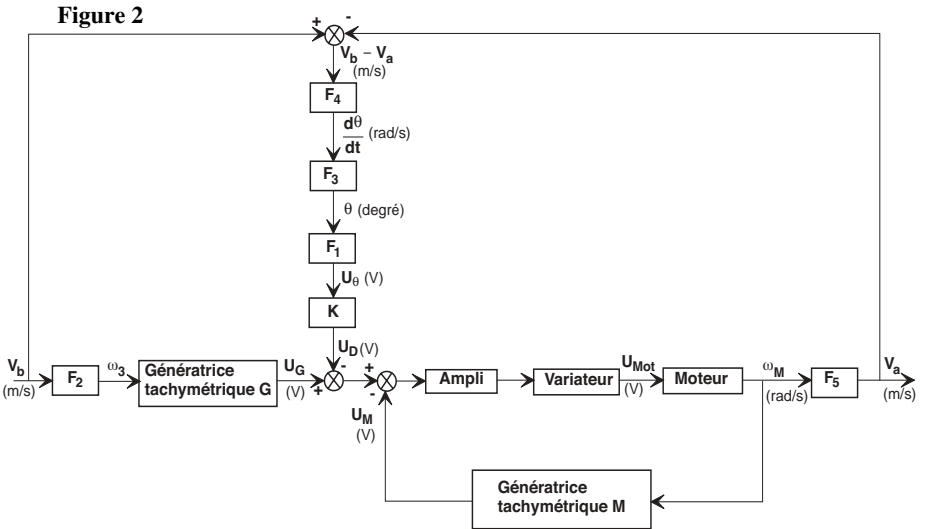 Figure 2
+
-
V_b – V_a
(m/s)
F_4
dθ
dt
(rad/s)
F_3
θ (degré)
F_1
U_θ (V)
K
U_D (V)
V_b
(m/s)
F_2
ω_3
Génératrice
tachymétrique G
U_G
(V)
-
+
+
-
U_M
(V)
Ampli
Variateur
U_Mot
(V)
Moteur
ω_M
(rad/s)
F_5
V_a
(m/s)
Génératrice
tachymétrique M